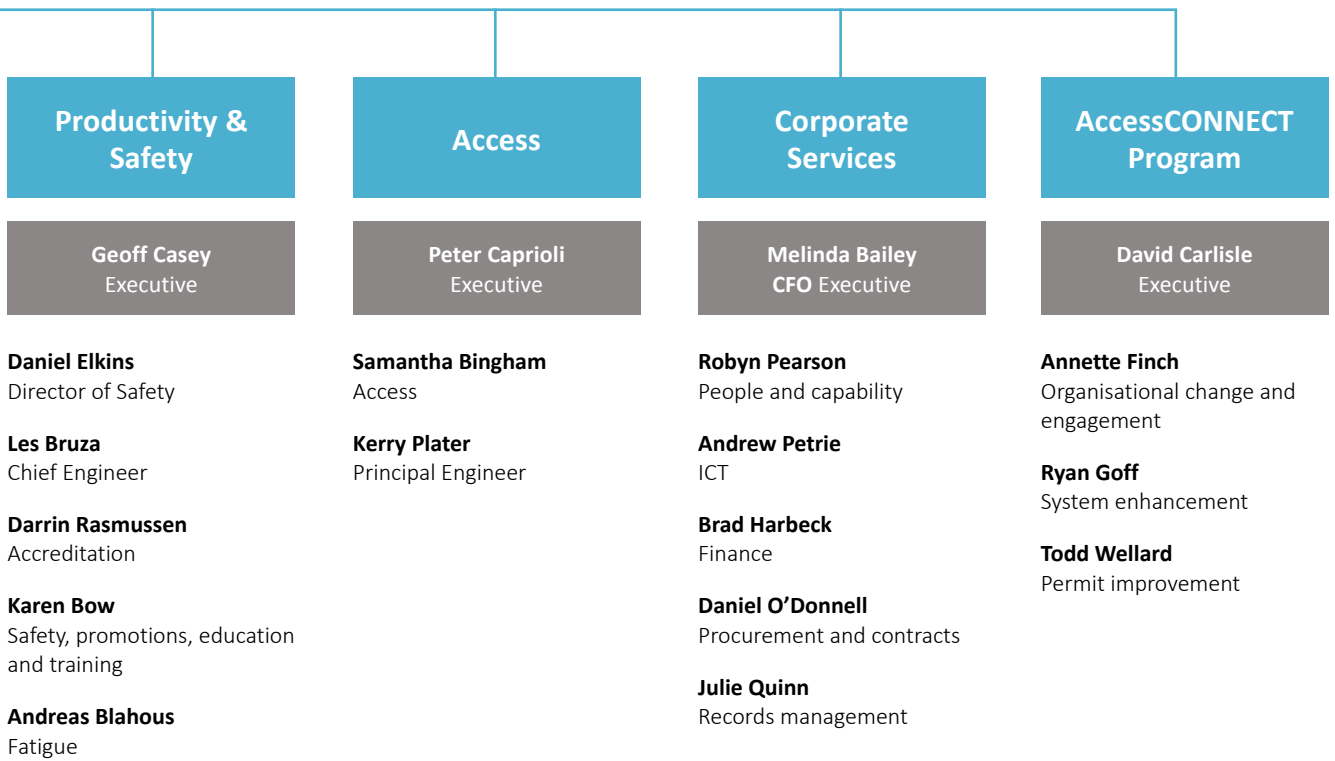 Productivity &
Safety
Geoff Casey
Executive
Daniel Elkins
Director of Safety
Les Bruza
Chief Engineer
Darrin Rasmussen
Accreditation
Karen Bow
Safety, promotions, education
and training
Andreas Blahous
Fatigue
Access
Peter Caprioli
Executive
Samantha Bingham
Access
Kerry Plater
Principal Engineer
Corporate
Services
Melinda Bailey
CFO Executive
Robyn Pearson
People and capability
Andrew Petrie
ICT
Brad Harbeck
Finance
Daniel O’Donnell
Procurement and contracts
Julie Quinn
Records management
AccessCONNECT
Program
David Carlisle
Executive
Annette Finch
Organisational change and
engagement
Ryan Goff
System enhancement
Todd Wellard
Permit improvement